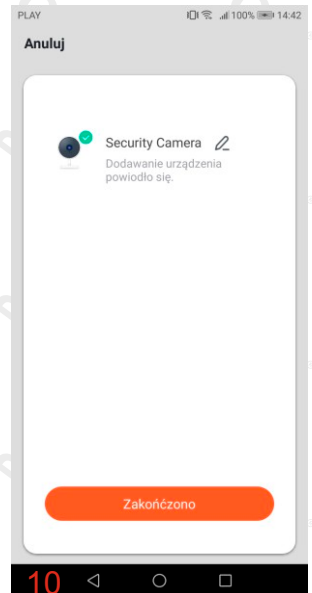 PLAY 100% 14:42
Anuluj
Security Camera
Dodawanie urządzenia
powiodło się.
Zakończono
10